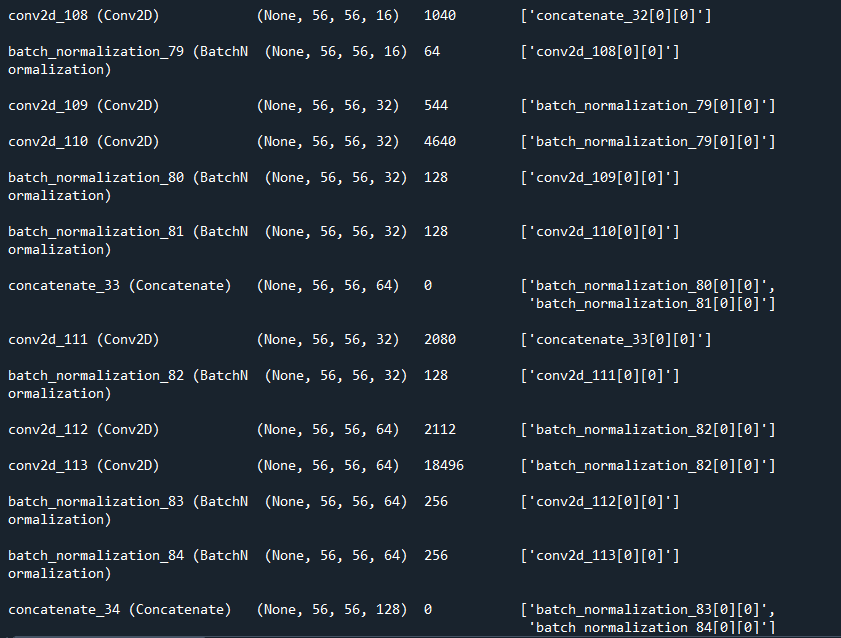 conv2d_108 (Conv2D) (None, 56, 56, 16) 1040 ['concatenate_32[0][0]']
batch_normalization_79 (BatchN (None, 56, 56, 16) 64 ['conv2d_108[0][0]']
ormalization)
conv2d_109 (Conv2D) (None, 56, 56, 32) 544 ['batch_normalization_79[0][0]']
conv2d_110 (Conv2D) (None, 56, 56, 32) 4640 ['batch_normalization_79[0][0]']
batch_normalization_80 (BatchN (None, 56, 56, 32) 128 ['conv2d_109[0][0]']
ormalization)
batch_normalization_81 (BatchN (None, 56, 56, 32) 128 ['conv2d_110[0][0]']
ormalization)
concatenate_33 (Concatenate) (None, 56, 56, 64) 0 ['batch_normalization_80[0][0]',
'batch_normalization_81[0][0]']
conv2d_111 (Conv2D) (None, 56, 56, 32) 2080 ['concatenate_33[0][0]']
batch_normalization_82 (BatchN (None, 56, 56, 32) 128 ['conv2d_111[0][0]']
ormalization)
conv2d_112 (Conv2D) (None, 56, 56, 64) 2112 ['batch_normalization_82[0][0]']
conv2d_113 (Conv2D) (None, 56, 56, 64) 18496 ['batch_normalization_82[0][0]']
batch_normalization_83 (BatchN (None, 56, 56, 64) 256 ['conv2d_112[0][0]']
ormalization)
batch_normalization_84 (BatchN (None, 56, 56, 64) 256 ['conv2d_113[0][0]']
ormalization)
concatenate_34 (Concatenate) (None, 56, 56, 128) 0 ['batch_normalization_83[0][0]',
'batch_normalization_84[0][0]']